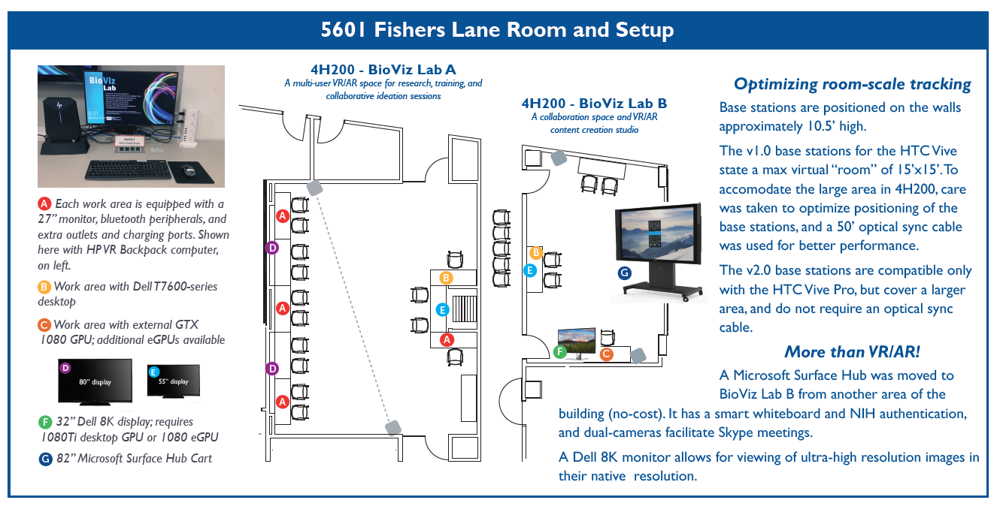 5601 Fishers Lane Room and Setup
BioViz
Lab
hp
BioViz1
A Each work area is equipped with a
27” monitor, bluetooth peripherals, and
extra outlets and charging ports. Shown
here with HP VR Backpack computer,
on left.
B Work area with Dell T7600-series
desktop
C Work area with external GTX
1080 GPU; additional eGPUs available
D
80” display
E
55” display
F 32” Dell 8K display; requires
1080Ti desktop GPU or 1080 eGPU
G 82” Microsoft Surface Hub Cart
4H200 - BioViz Lab A
A multi-user VR/AR space for research, training, and
collaborative ideation sessions
A
D
A
D
A
B
E
A
4H200 - BioViz Lab B
A collaboration space and VR/AR
content creation studio
B
E
G
F
C
Optimizing room-scale tracking
Base stations are positioned on the walls
approximately 10.5’ high.
The v1.0 base stations for the HTC Vive
state a max virtual “room” of 15’x15’. To
accomodate the large area in 4H200, care
was taken to optimize positioning of the
base stations, and a 50’ optical sync cable
was used for better performance.
The v2.0 base stations are compatible only
with the HTC Vive Pro, but cover a larger
area, and do not require an optical sync
cable.
More than VR/AR!
A Microsoft Surface Hub was moved to
BioViz Lab B from another area of the
building (no-cost). It has a smart whiteboard and NIH authentication,
and dual-cameras facilitate Skype meetings.
A Dell 8K monitor allows for viewing of ultra-high resolution images in
their native resolution.